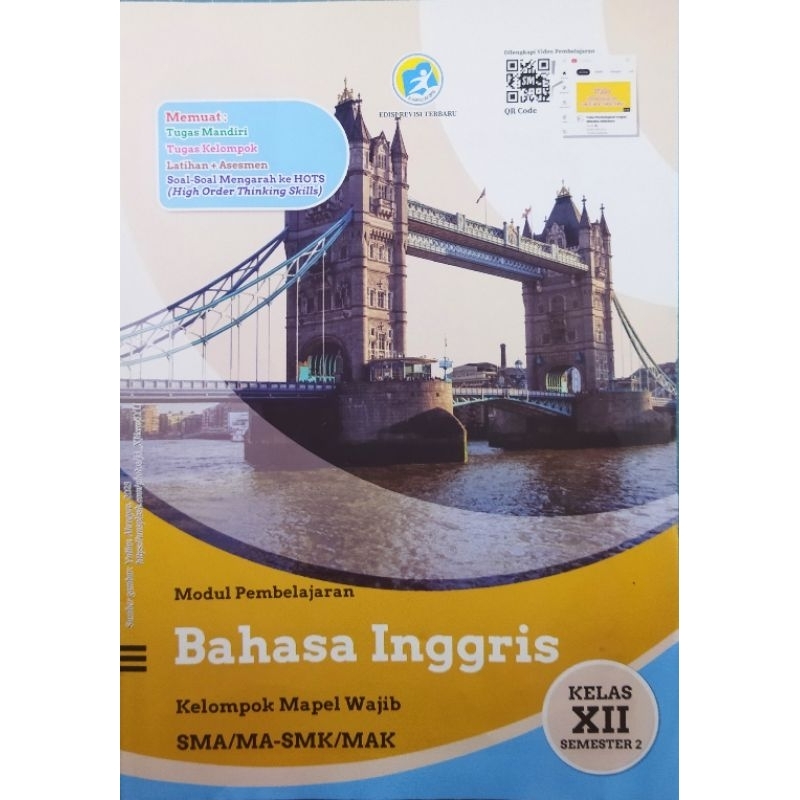 Dilengkapi Video Pembelajaran
SIM
QR Code
EDISI REVISI TERBARU
Memuat :
Tugas Mandiri
Tugas Kelompok
Latihan + Asesmen
Soal-Soal Mengarah ke HOTS
(High Order Thinking Skills)
Modul Pembelajaran
Bahasa Inggris
Kelompok Mapel Wajib
SMA/MA-SMK/MAK
KELAS
XII
SEMESTER 2